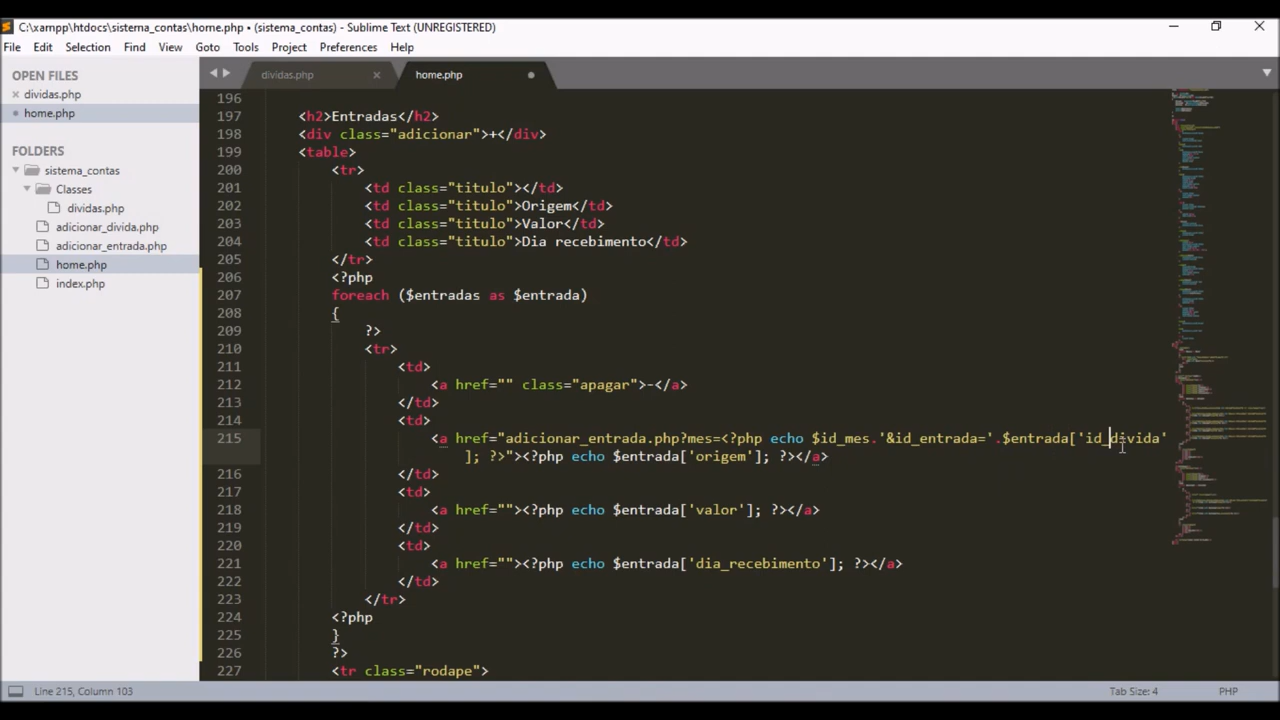 C:\xampp\htdocs\sistema_contas\home.php • (sistema_contas) - Sublime Text (UNREGISTERED)
File Edit Selection View Goto Tools Project Preferences Help
OPEN FILES
dividas.php
home.php
FOLDERS
sistema_contas
Classes
dividas.php
adicionar_divida.php
adicionar_entrada.php
home.php
index.php
dividas.php × home.php
196
197 <h2>Entradas</h2>
198 <div class="adicionar">+</div>
199 <table>
200 <tr>
201 <td class="titulo"></td>
202 <td class="titulo">Origem</td>
203 <td class="titulo">Valor</td>
204 <td class="titulo">Dia recebimento</td>
205 </tr>
206 <?php
207 foreach ($entradas as $entrada)
208 {
209 ?>
210 <tr>
211 <td>
212 <a href="" class="apagar">-</a>
213 </td>
214 <td>
215 <a href="adicionar_entrada.php?mes=<?php echo $id_mes.'&id_entrada='.$entrada['id_divida'
]; ?>"><?php echo $entrada['origem']; ?></a>
216 </td>
217 <td>
218 <a href=""><?php echo $entrada['valor']; ?></a>
219 </td>
220 <td>
221 <a href=""><?php echo $entrada['dia_recebimento']; ?></a>
222 </td>
223 </tr>
224 <?php
225 }
226 ?>
227 <tr class="rodape">
Line 215, Column 103
Tab Size: 4 PHP